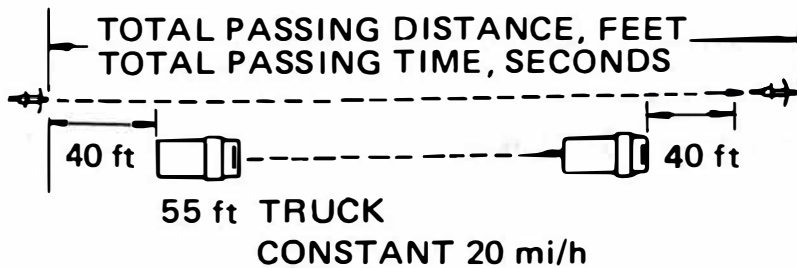 TOTAL PASSING DISTANCE, FEET
TOTAL PASSING TIME, SECONDS
40 ft
40 ft
55 ft TRUCK
CONSTANT 20 mi/h